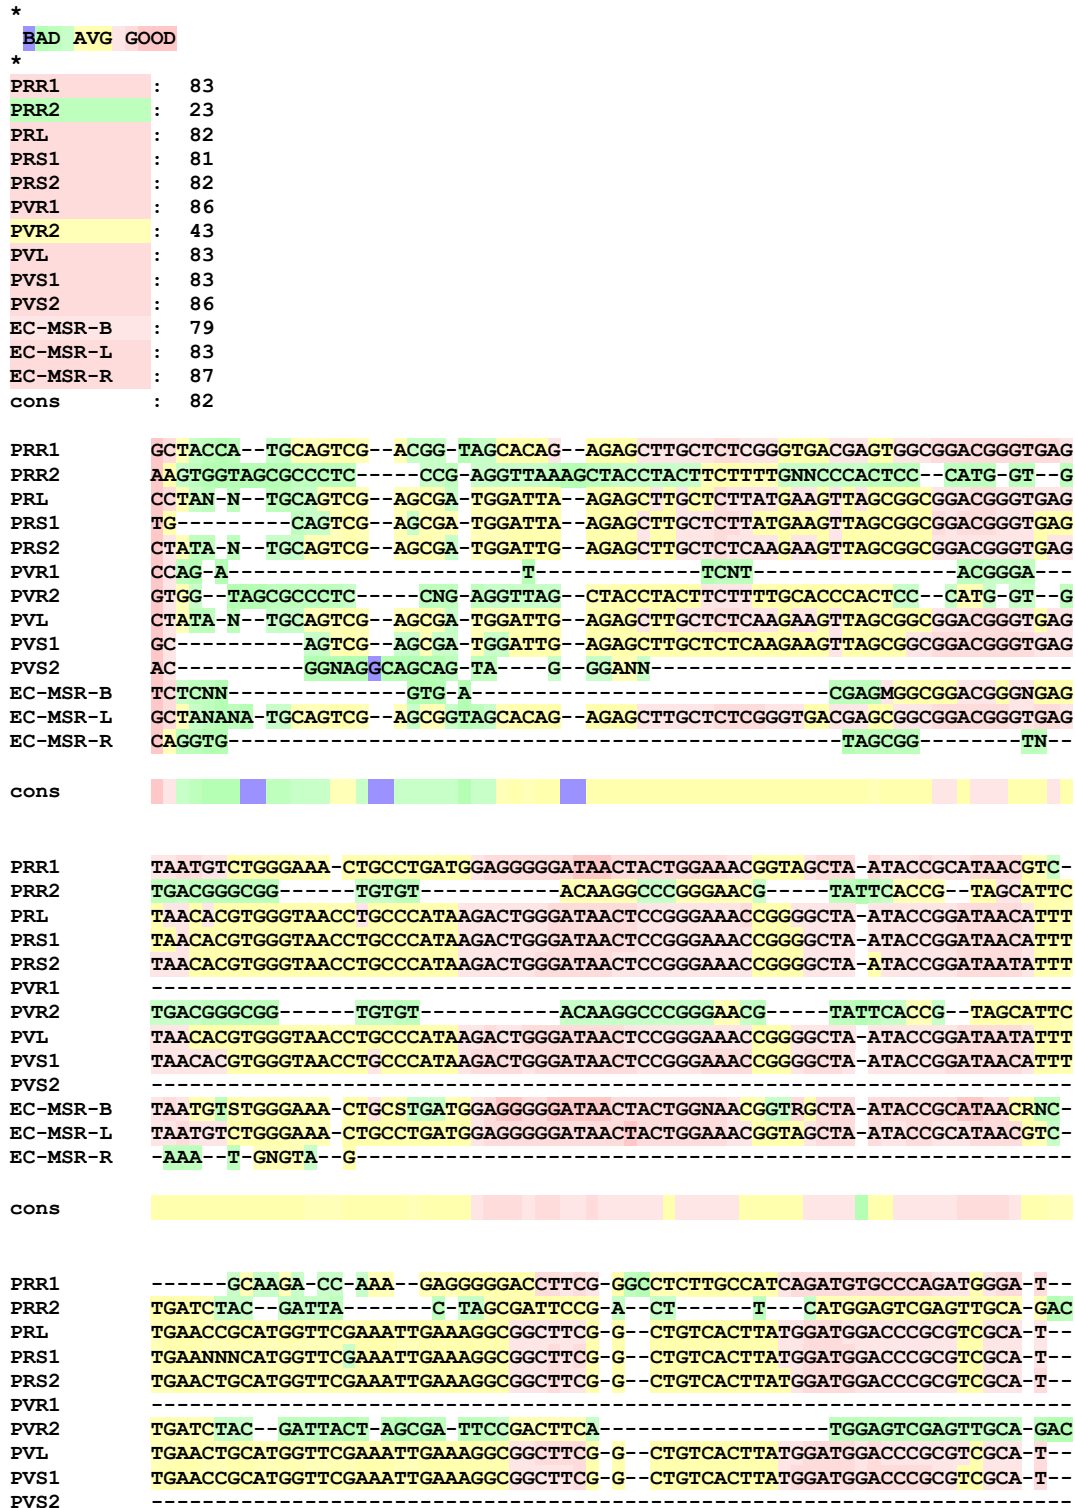 *
BAD AVG GOOD
*
PRR1 : 83
PRR2 : 23
PRL : 82
PRS1 : 81
PRS2 : 82
PVR1 : 86
PVR2 : 43
PVL : 83
PVS1 : 83
PVS2 : 86
EC-MSR-B : 79
EC-MSR-L : 83
EC-MSR-R : 87
cons : 82
PRR1 GCTACCA--TGCAGTCG--ACGG-TAGCACAG--AGAGCTTGCTCTCGGGTGACGAGTGGCGGACGGGTGAG
PRR2 AAGTGGTAGCGCCCTC-----CCG-AGGTTAAAGCTACCTACTTCTTTTGNNCCCACTCC--CATG-GT--G
PRL CCTAN-N--TGCAGTCG--AGCGA-TGGATTA--AGAGCTTGCTCTTATGAAGTTAGCGGCGGACGGGTGAG
PRS1 TG---------CAGTCG--AGCGA-TGGATTA--AGAGCTTGCTCTTATGAAGTTAGCGGCGGACGGGTGAG
PRS2 CTATA-N--TGCAGTCG--AGCGA-TGGATTG--AGAGCTTGCTCTCAAGAAGTTAGCGGCGGACGGGTGAG
PVR1 CCAG-A-----------------------T-------------TCNT----------------ACGGGA---
PVR2 GTGG--TAGCGCCCTC-----CNG-AGGTTAG-CTACCTACTTCTTTTGCACCCACTCC--CATG-GT--G
PVL CTATA-N--TGCAGTCG--AGCGA-TGGATTG--AGAGCTTGCTCTCAAGAAGTTAGCGGCGGACGGGTGAG
PVS1 GC----------AGTCG--AGCGA-TGGATTG--AGAGCTTGCTCTCAAGAAGTTAGCGGCGGACGGGTGAG
PVS2 AC----------GGNAGGCAGCAG-TA----G--GGANN---------------------------------
EC-MSR-B TCTCNN--------------GTG-A----------------------------CGAGMGGCGGACGGGNGAG
EC-MSR-L GCTANANA-TGCAGTCG--AGCGGTAGCACAG--AGAGCTTGCTCTCGGGTGACGAGCGGCGGACGGGTGAG
EC-MSR-R CAGGTG------------------------------------------------TAGCGG--------TN--
cons
PRR1 TAATGTCTGGGAAA-CTGCCTGATGGAGGGGGATAACTACTGGAAACGGTAGCTA-ATACCGCATAACGTC-
PRR2 TGACGGGCGG------TGTGT-----------ACAAGGCCCGGGAACG-----TATTCACCG--TAGCATTC
PRL TAACACGTGGGTAACCTGCCCATAAGACTGGGATAACTCCGGGAAACCGGGGCTA-ATACCGGATAACATTT
PRS1 TAACACGTGGGTAACCTGCCCATAAGACTGGGATAACTCCGGGAAACCGGGGCTA-ATACCGGATAACATTT
PRS2 TAACACGTGGGTAACCTGCCCATAAGACTGGGATAACTCCGGGAAACCGGGGCTA-ATACCGGATAATATTT
PVR1 ------------------------------------------------------------------------
PVR2 TGACGGGCGG------TGTGT-----------ACAAGGCCCGGGAACG-----TATTCACCG--TAGCATTC
PVL TAACACGTGGGTAACCTGCCCATAAGACTGGGATAACTCCGGGAAACCGGGGCTA-ATACCGGATAATATTT
PVS1 TAACACGTGGGTAACCTGCCCATAAGACTGGGATAACTCCGGGAAACCGGGGCTA-ATACCGGATAACATTT
PVS2 ------------------------------------------------------------------------
EC-MSR-B TAATGTSTGGGAAA-CTGCSTGATGGAGGGGGATAACTACTGGNAACGGTRGCTA-ATACCGCATAACRNC-
EC-MSR-L TAATGTCTGGGAAA-CTGCCTGATGGAGGGGGATAACTACTGGAAACGGTAGCTA-ATACCGCATAACGTC-
EC-MSR-R -AAA--T-GNGTA--G--------------------------------------------------------
cons
PRR1 ------GCAAGA-CC-AAA--GAGGGGGACCTTCG-GGCCTCTTGCCATCAGATGTGCCCAGATGGGA-T--
PRR2 TGATCTAC--GATTA-------C-TAGCGATTCCG-A--CT------T---CATGGAGTCGAGTTGCA-GAC
PRL TGAACCGCATGGTTCGAAATTGAAAGGCGGCTTCG-G--CTGTCACTTATGGATGGACCCGCGTCGCA-T--
PRS1 TGAANNNCATGGTTCGAAATTGAAAGGCGGCTTCG-G--CTGTCACTTATGGATGGACCCGCGTCGCA-T--
PRS2 TGAACTGCATGGTTCGAAATTGAAAGGCGGCTTCG-G--CTGTCACTTATGGATGGACCCGCGTCGCA-T--
PVR1 ------------------------------------------------------------------------
PVR2 TGATCTAC--GATTACT-AGCGA-TTCCGACTTCA------------------TGGAGTCGAGTTGCA-GAC
PVL TGAACTGCATGGTTCGAAATTGAAAGGCGGCTTCG-G--CTGTCACTTATGGATGGACCCGCGTCGCA-T--
PVS1 TGAACCGCATGGTTCGAAATTGAAAGGCGGCTTCG-G--CTGTCACTTATGGATGGACCCGCGTCGCA-T--
PVS2 ------------------------------------------------------------------------